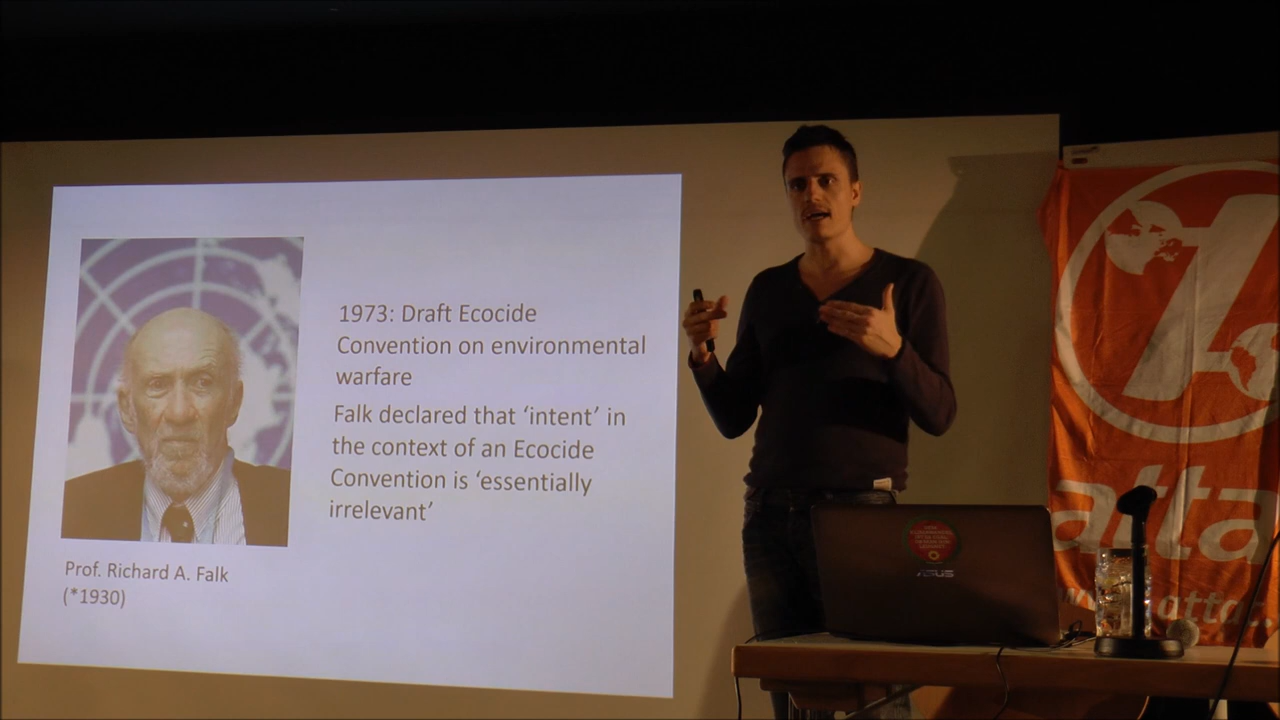 1973: Draft Ecocide
Convention on environmental
warfare
Falk declared that ‘intent’ in
the context of an Ecocide
Convention is ‘essentially
irrelevant’
Prof. Richard A. Falk
(*1930)
ASUS
atta
attac.